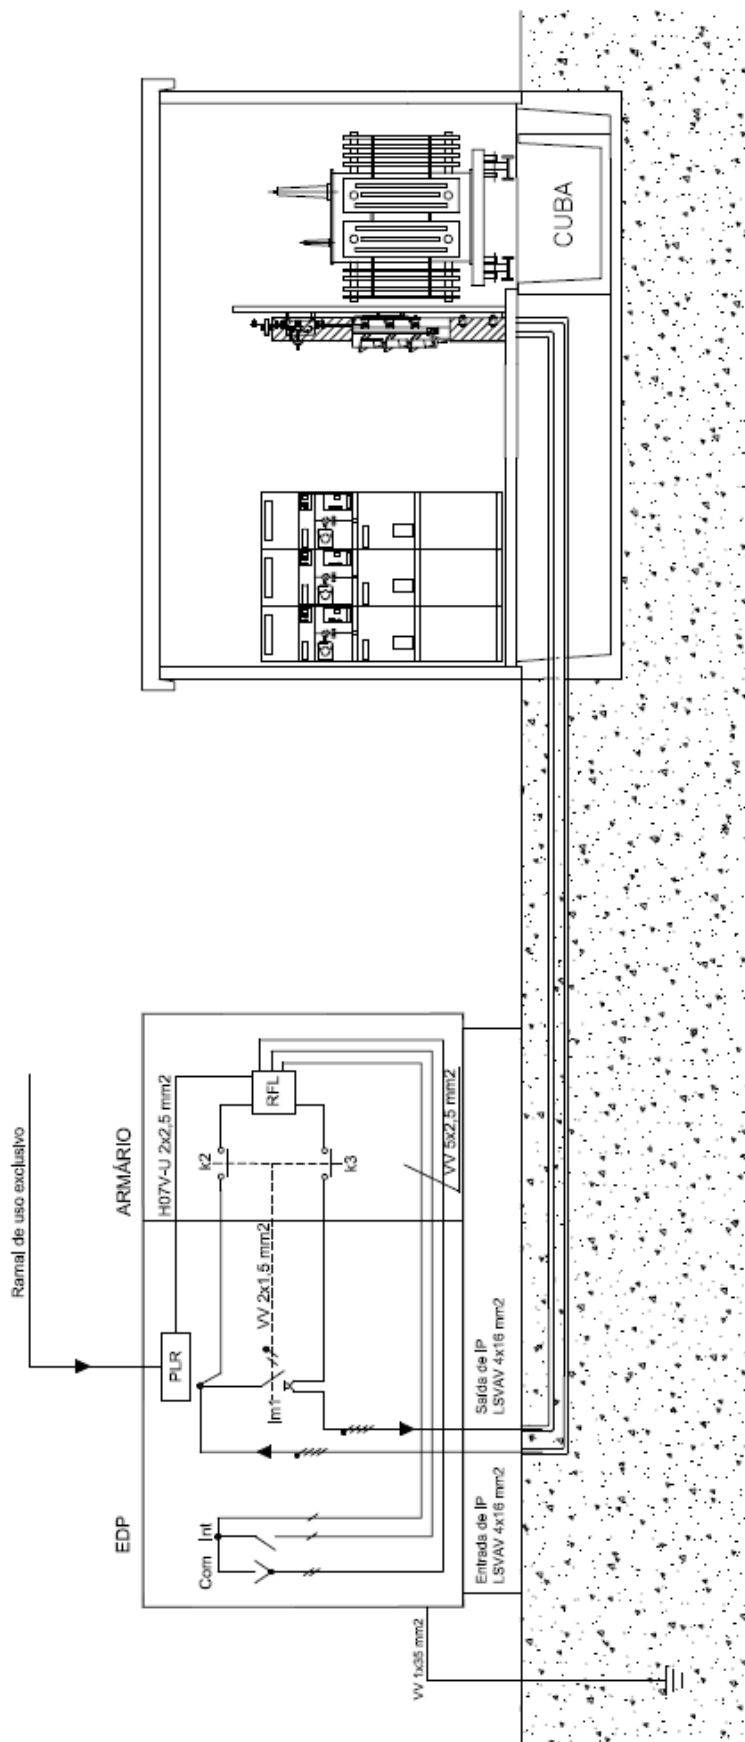 Ramal de uso exclusivo
EDP
ARMÁRIO
PLR
H07V-U 2x2,5 mm2
Com
Int
Im1
VV 2x1,5 mm2
k2
k3
RFL
VV 5x2,5 mm2
Entrada de IP
LSVAV 4x16 mm2
Saída de IP
LSVAV 4x16 mm2
VV 1x35 mm2
CUBA